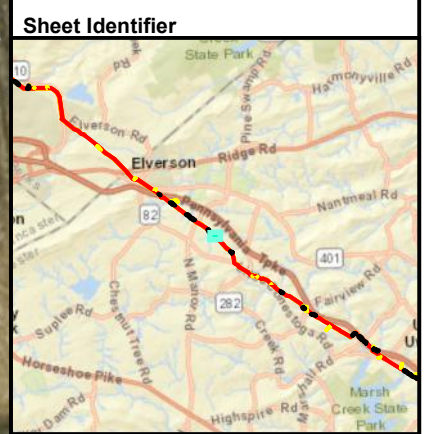 Sheet Identifier
State Park
10
Rd
Pine Swamp Rd
Harmonyville Rd
Elverson Rd
Elverson
Ridge Rd
Pennsylvania Tpke
Nantmeal Rd
82
401
N Manor Rd
282
Fairview Rd
Suplee Rd
Chestnut Tree Rd
Creek Rd
Horseshoe Pike
Marsh
Creek State
Park
Highspire Rd
Dam Rd